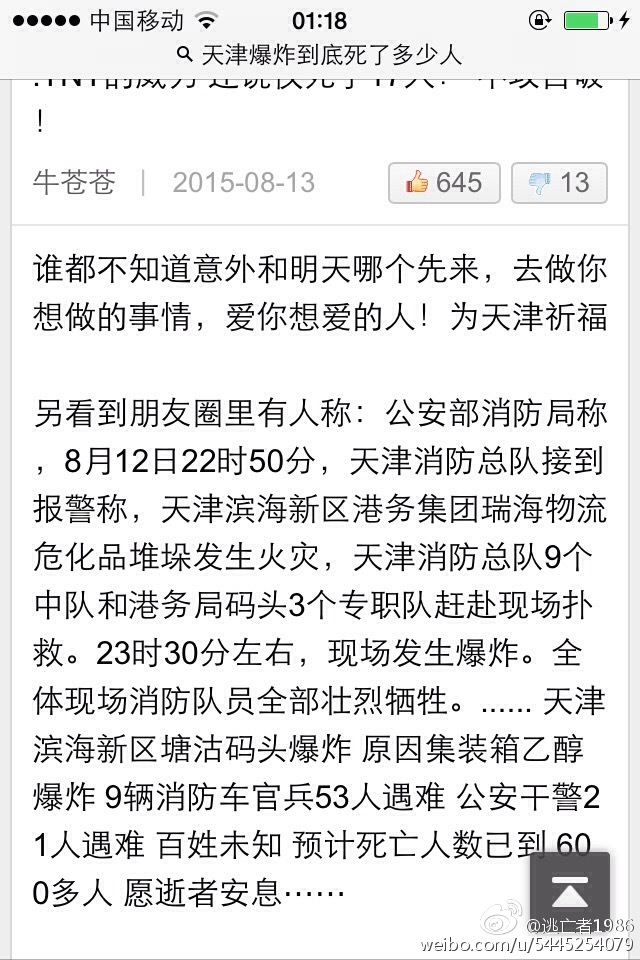 中国移动 01:18
天津爆炸到底死了多少人
！
牛苍苍 | 2015-08-13 645 13
谁都不知道意外和明天哪个先来，去做你
想做的事情，爱你想爱的人！为天津祈福
另看到朋友圈里有人称：公安部消防局称
，8月12日22时50分，天津消防总队接到
报警称，天津滨海新区港务集团瑞海物流
危化品堆垛发生火灾，天津消防总队9个
中队和港务局码头3个专职队赶赴现场扑
救。23时30分左右，现场发生爆炸。全
体现场消防队员全部壮烈牺牲。...... 天津
滨海新区塘沽码头爆炸 原因集装箱乙醇
爆炸 9辆消防车官兵53人遇难 公安干警2
1人遇难 百姓未知 预计死亡人数已到 60
0多人 愿逝者安息……
@逃亡者1986
weibo.com/u/5445254079